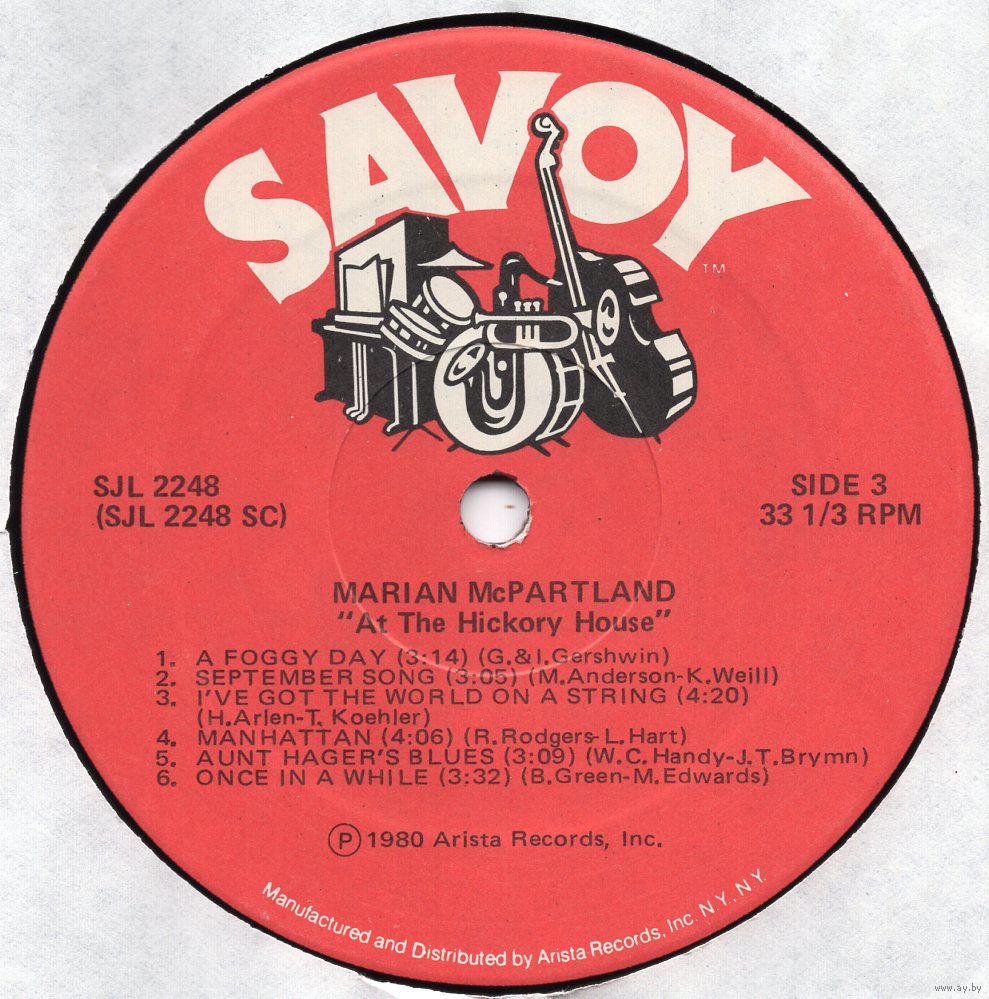 SAVOY
TM
SJL 2248
(SJL 2248 SC)
SIDE 3
33 1/3 RPM
MARIAN McPARTLAND
"At The Hickory House"
1. A FOGGY DAY (3:14) (G.&I.Gershwin)
2. SEPTEMBER SONG (3:05) (M.Anderson-K.Weill)
3. I'VE GOT THE WORLD ON A STRING (4:20)
(H.Arlen-T. Koehler)
4. MANHATTAN (4:06) (R.Rodgers-L.Hart)
5. AUNT HAGER'S BLUES (3:09) (W.C.Handy-J.T.Brymn)
6. ONCE IN A WHILE (3:32) (B.Green-M.Edwards)
Ⓟ 1980 Arista Records, Inc.
Manufactured and Distributed by Arista Records, Inc. N.Y., N.Y.
www.ay.by